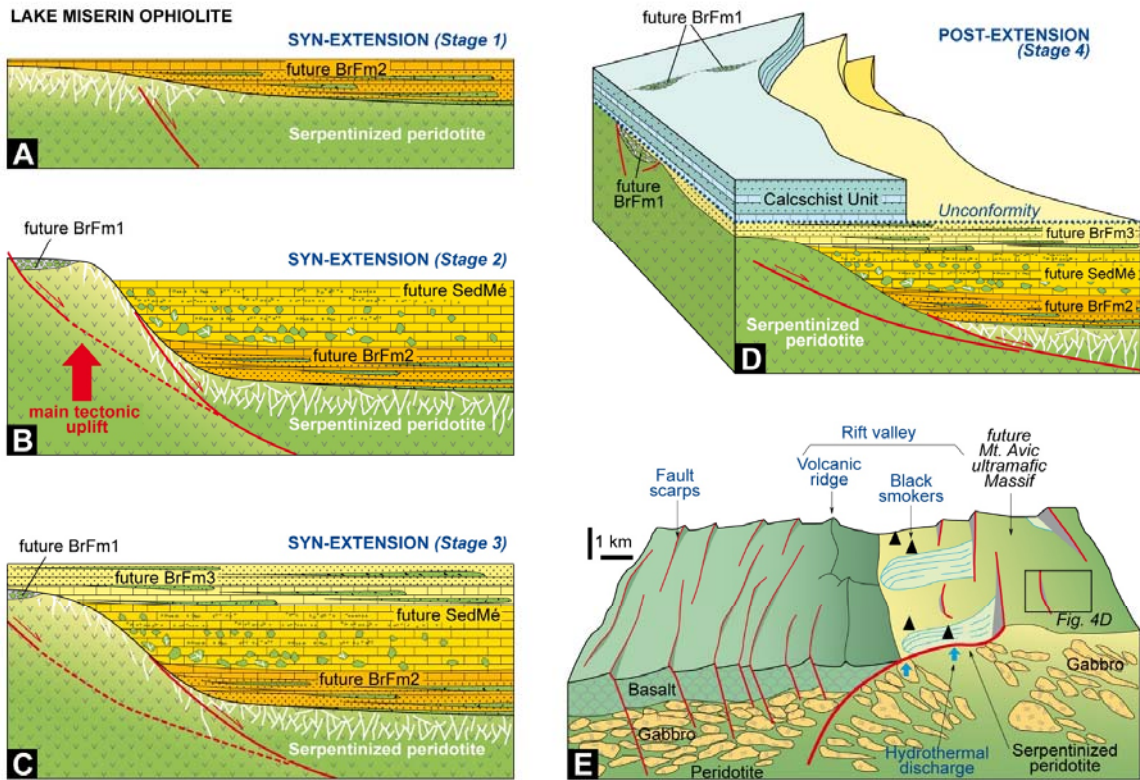 LAKE MISERIN OPHIOLITE
SYN-EXTENSION (Stage 1)
future BrFm2
Serpentinized peridotite
A
future BrFm1
SYN-EXTENSION (Stage 2)
future SedMé
future BrFm2
main tectonic
uplift
Serpentinized peridotite
B
future BrFm1
SYN-EXTENSION (Stage 3)
future BrFm3
future SedMé
future BrFm2
Serpentinized peridotite
C
future BrFm1
POST-EXTENSION
(Stage 4)
future
BrFm1
Calcschist Unit
Unconformity
future BrFm3
future SedMé
future BrFm2
Serpentinized
peridotite
D
Rift valley
future
Mt. Avic
ultramafic
Massif
Fault
scarps
Volcanic
ridge
Black
smokers
1 km
Fig. 4D
Basalt
Gabbro
Gabbro
Peridotite
Hydrothermal
discharge
Serpentinized
peridotite
E